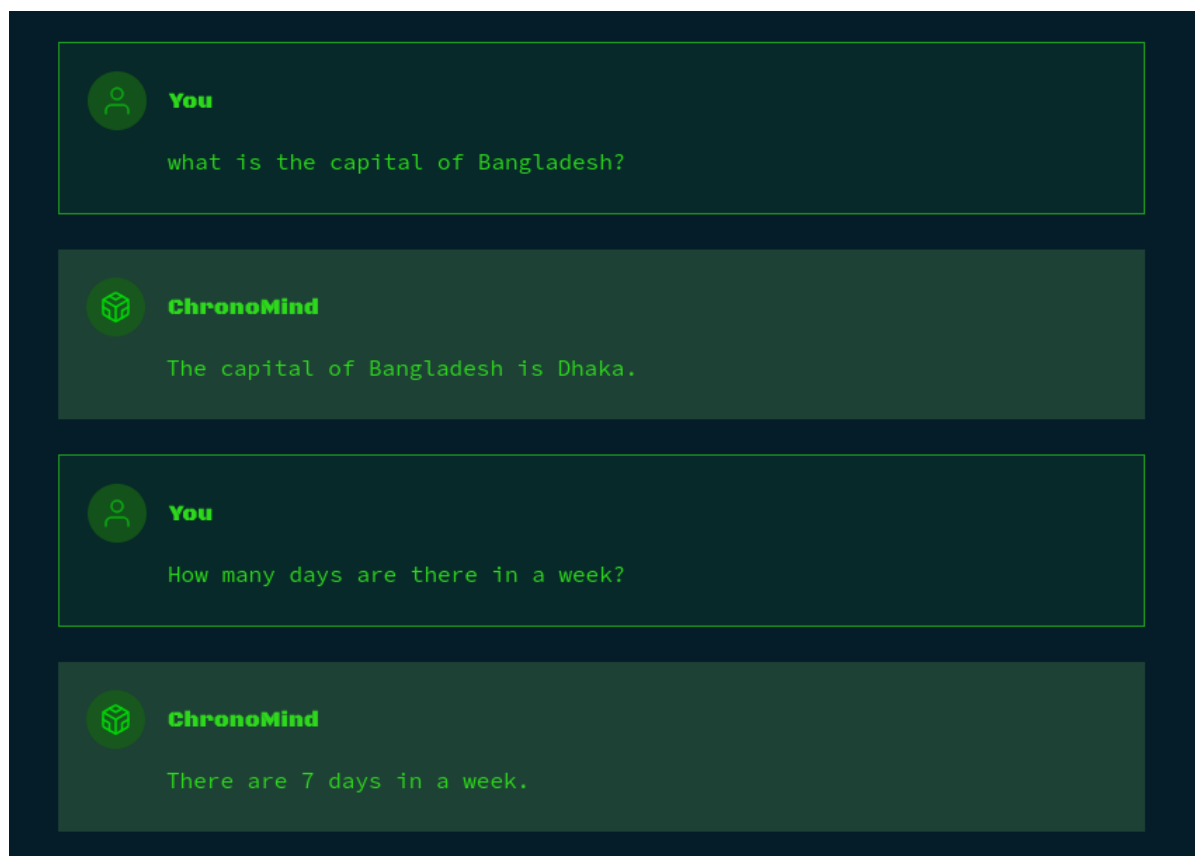 You
what is the capital of Bangladesh?
ChronoMind
The capital of Bangladesh is Dhaka.
You
How many days are there in a week?
ChronoMind
There are 7 days in a week.